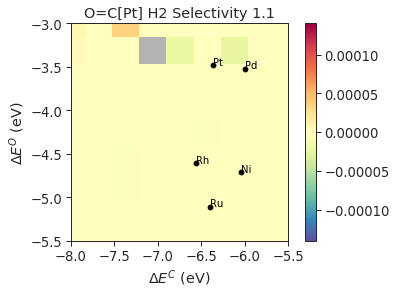 O=C[Pt] H2 Selectivity 1.1
−3.0
−3.5
−4.0
−4.5
−5.0
−5.5
ΔE^O (eV)
Pt
Pd
Rh
Ni
Ru
−8.0 −7.5 −7.0 −6.5 −6.0 −5.5
ΔE^C (eV)
0.00010
0.00005
0.00000
−0.00005
−0.00010